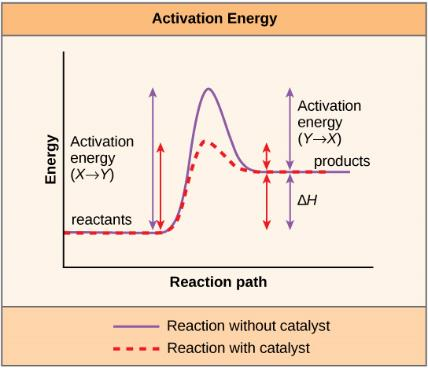 Activation Energy
Energy
Activation
energy
(X→Y)
reactants
Activation
energy
(Y→X)
products
ΔH
Reaction path
Reaction without catalyst
Reaction with catalyst